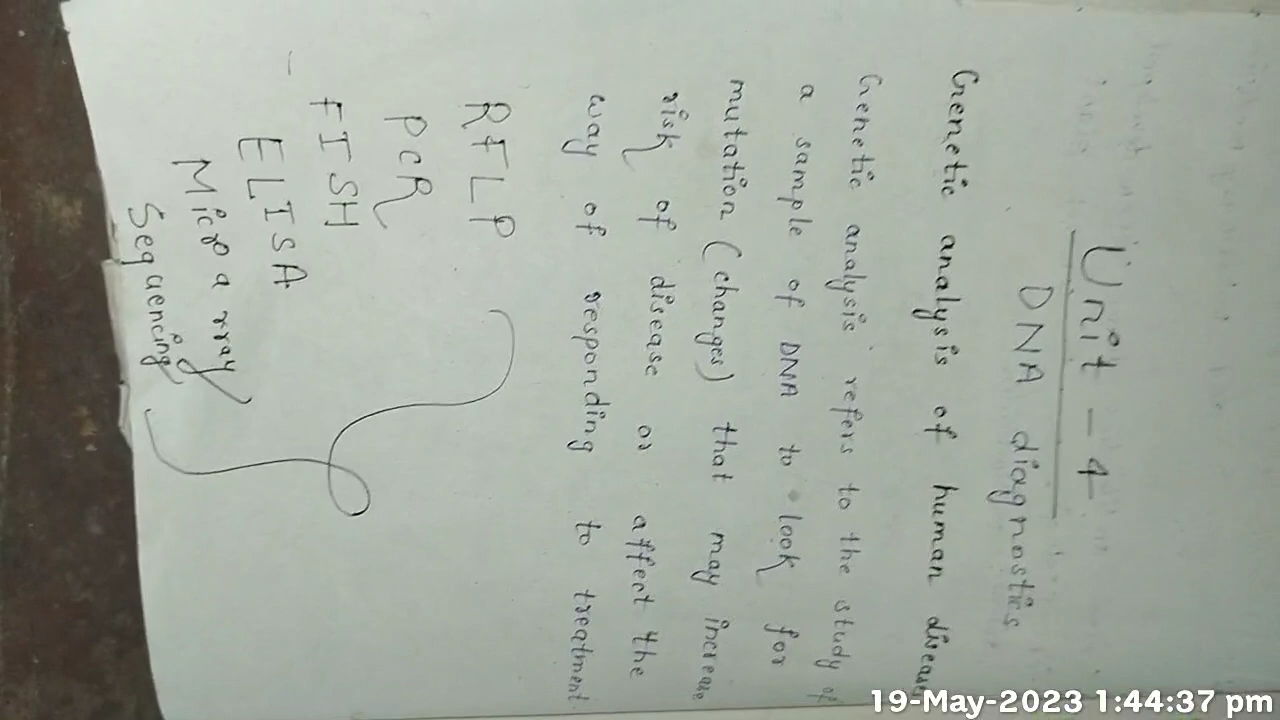 Unit - 4
DNA diagnostics
Genetic analysis of human disease
Genetic analysis refers to the study of
a sample of DNA to look for
mutation (changes) that may increase
risk of disease or affect the
way of responding to treatment
RFLP
PCR
FISH
ELISA
Micro array
Sequencing
19-May-2023 1:44:37 pm